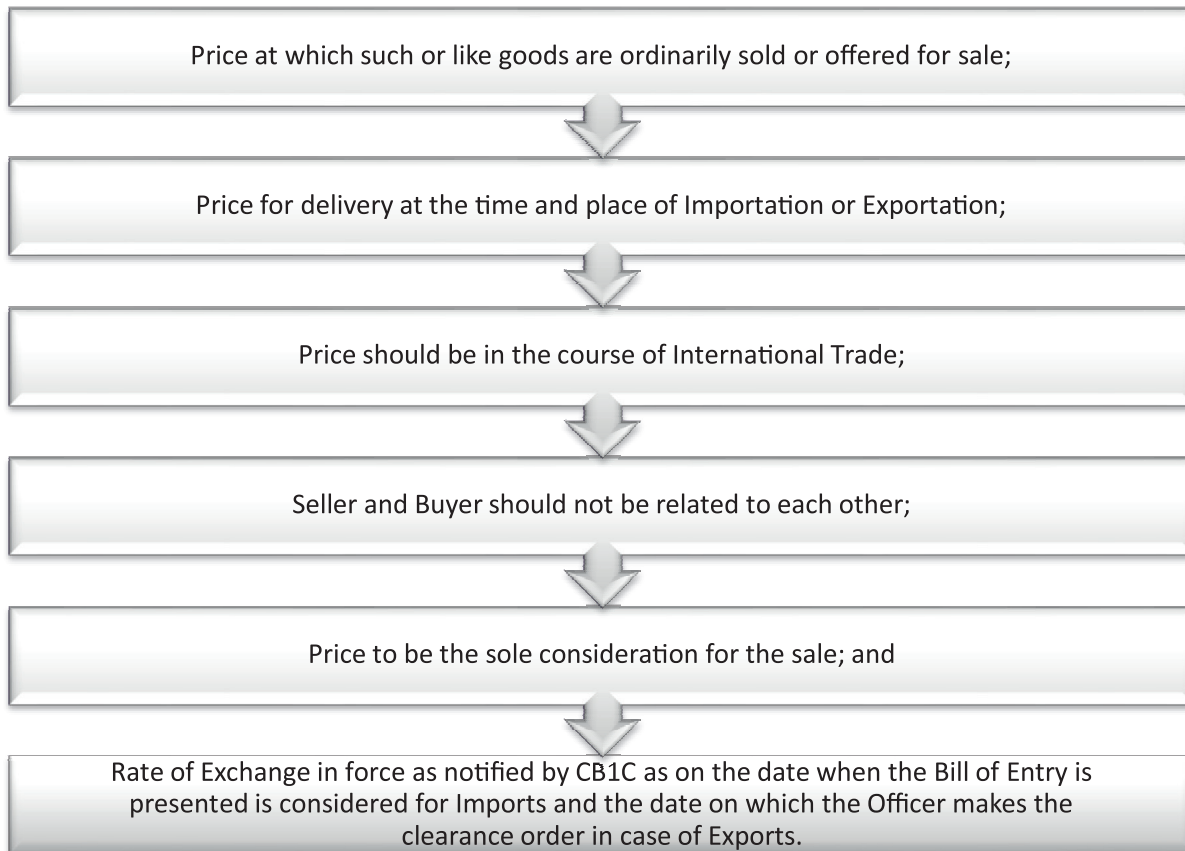 Price at which such or like goods are ordinarily sold or offered for sale;
Price for delivery at the time and place of Importation or Exportation;
Price should be in the course of International Trade;
Seller and Buyer should not be related to each other;
Price to be the sole consideration for the sale; and
Rate of Exchange in force as notified by CB1C as on the date when the Bill of Entry is
presented is considered for Imports and the date on which the Officer makes the
clearance order in case of Exports.